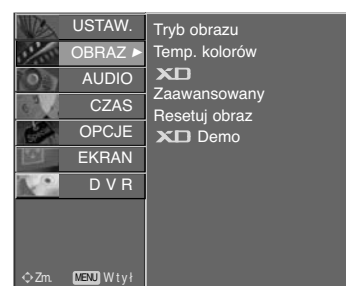 USTAW.
OBRAZ ►
AUDIO
CZAS
OPCJE
EKRAN
D V R
Zm.
MENU Wtył
Tryb obrazu
Temp. kolorów
XD
Zaawansowany
Resetuj obraz
XD Demo